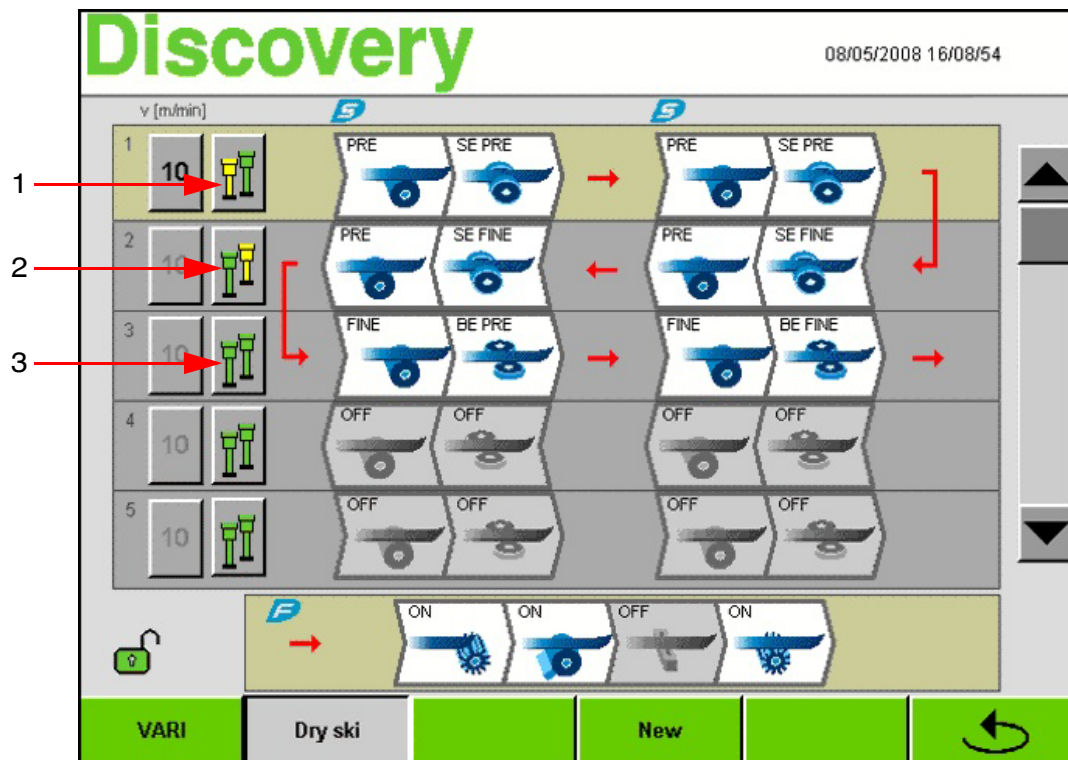 Discovery
08/05/2008 16/08/54
v [m/min]
S S
1 10 PRE SE PRE PRE SE PRE
2 10 PRE SE FINE PRE SE FINE
3 10 FINE BE PRE FINE BE FINE
4 10 OFF OFF OFF OFF
5 10 OFF OFF OFF OFF
F ON ON OFF ON
VARI Dry ski New
1
2
3